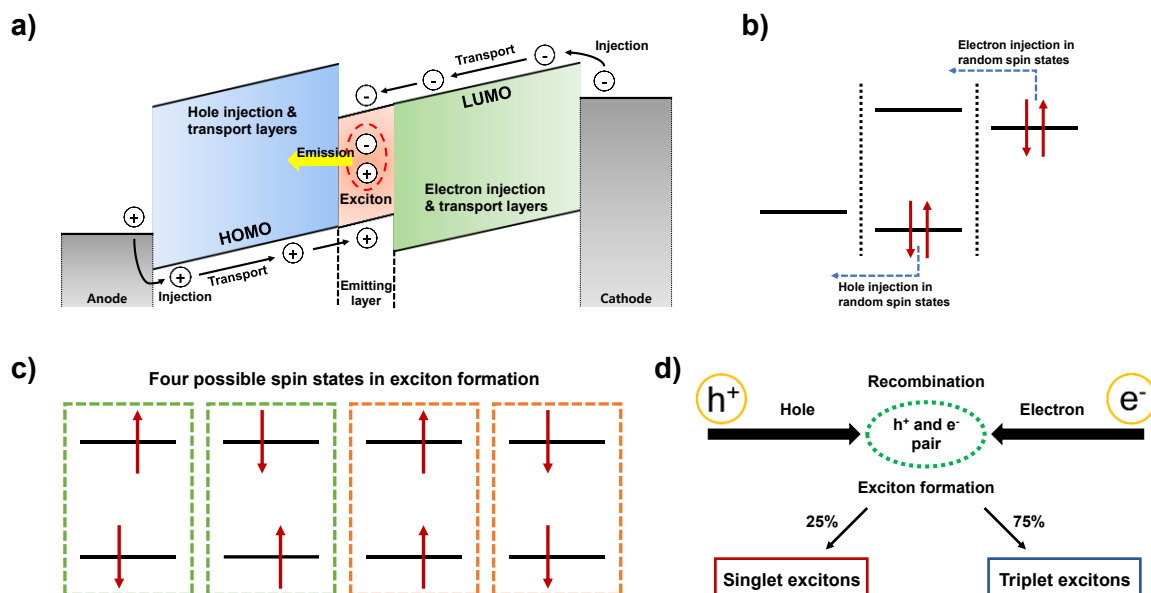 a)
Injection
Transport
LUMO
Hole injection &
transport layers
Emission
Exciton
Electron injection
& transport layers
HOMO
Transport
Injection
Anode
Emitting
layer
Cathode
b)
Electron injection in
random spin states
Hole injection in
random spin states
c)
Four possible spin states in exciton formation
d)
h+
Hole
Recombination
h+ and e-
pair
Electron
e-
Exciton formation
25%
75%
Singlet excitons
Triplet excitons